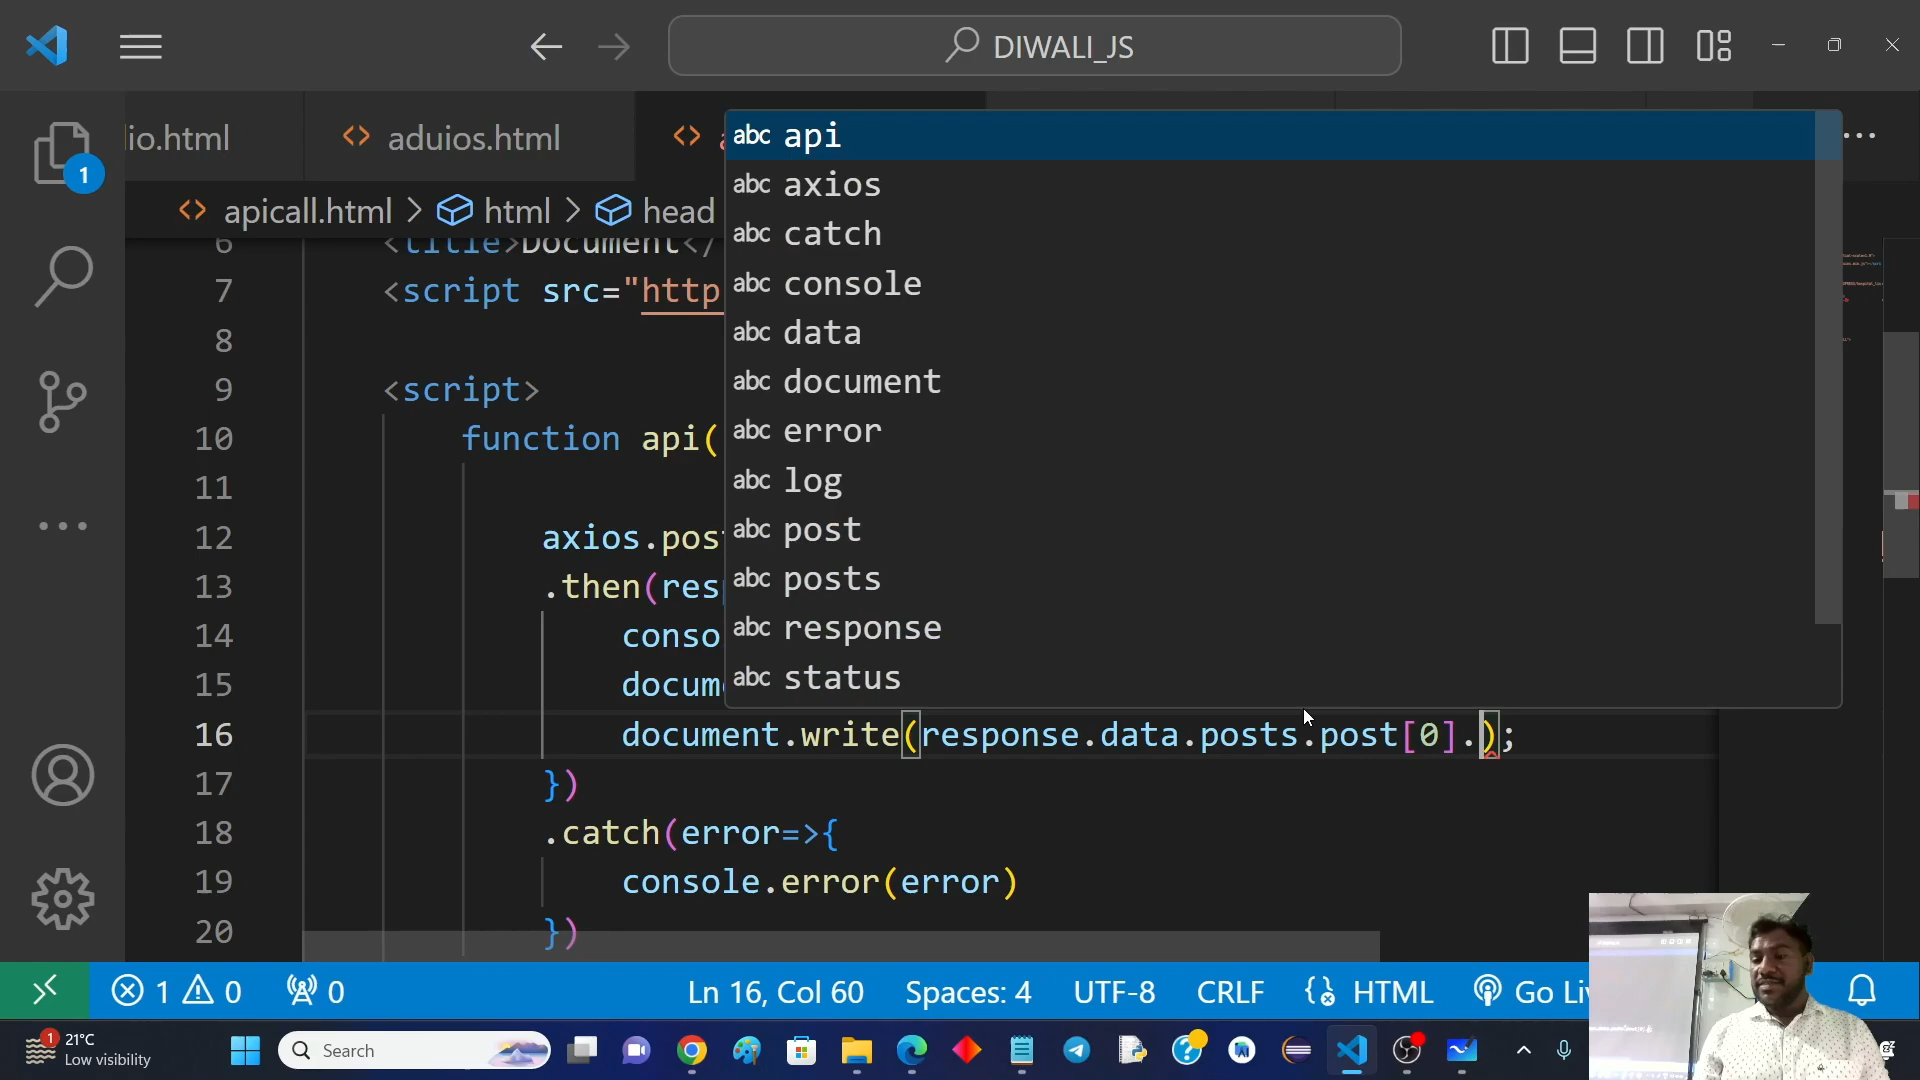 DIWALI_JS
lio.html
aduios.html
apicall.html > html > head
abc api
abc axios
abc catch
abc console
abc data
abc document
abc error
abc log
abc post
abc posts
abc response
abc status
6 <title>Document</
7 <script src="http
8
9 <script>
10 function api(
11
12 axios.post
13 .then(res
14 conso
15 docum
16 document.write(response.data.posts.post[0].);
17 })
18 .catch(error=>{
19 console.error(error)
20 })
1
1 0 0 Ln 16, Col 60 Spaces: 4 UTF-8 CRLF HTML Go Li
1 21°C
Low visibility
Search